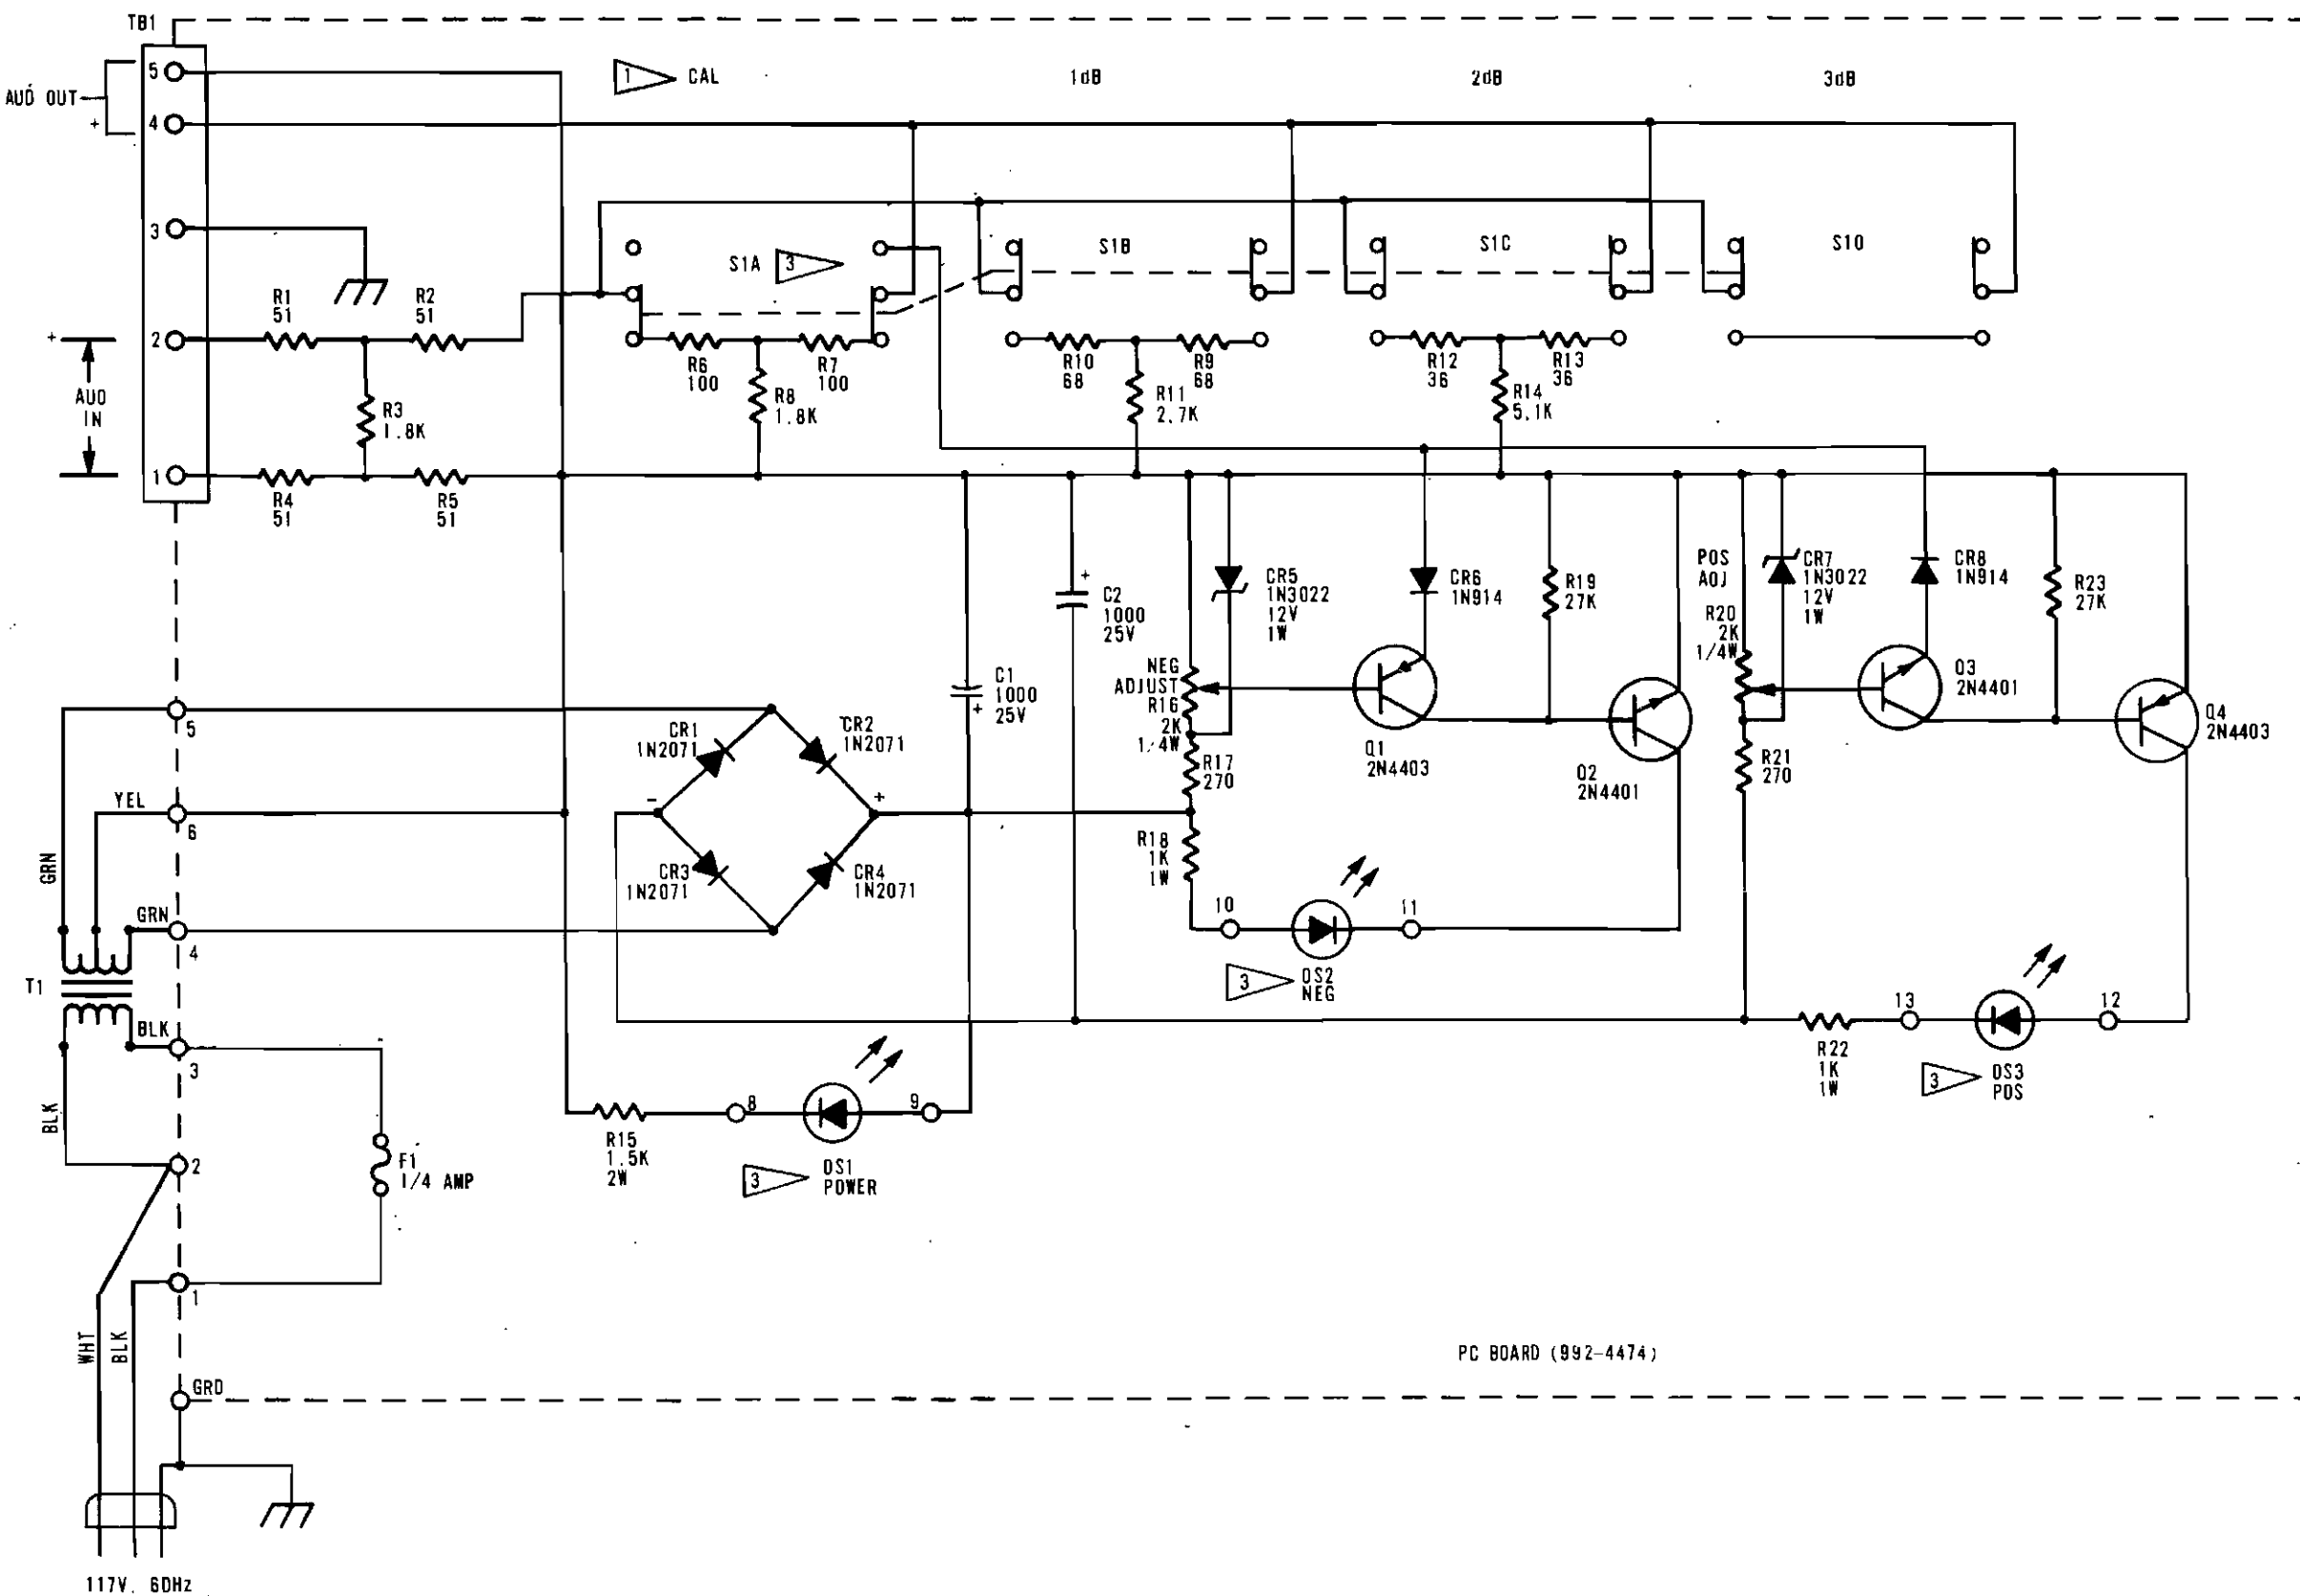 TB1
5
AUD OUT
+
4
3
2
+
AUO
IN
1
1 CAL
1dB
2dB
3dB
S1A 3
S1B
S1C
S1O
R1
51
R2
51
R3
1.8K
R4
51
R5
51
R6
100
R7
100
R8
1.8K
R10
68
R9
68
R11
2.7K
R12
36
R13
36
R14
5.1K
CR5
1N3022
12V
1W
CR6
1N914
R19
27K
POS
AOJ
R20
2K
1/4W
CR7
1N3022
12V
1W
CR8
1N914
R23
27K
+
C2
1000
25V
C1
1000
25V
+
NEG
ADJUST
R16
2K
1/4W
R17
270
Q1
2N4403
Q2
2N4401
Q3
2N4401
Q4
2N4403
R21
270
5
CR1
1N2071
CR2
1N2071
YEL
6
-
+
CR3
1N2071
CR4
1N2071
R18
1K
1W
GRN
GRN
4
10
11
3 OS2
NEG
T1
BLK
3
R22
1K
1W
13
12
3 DS3
POS
BLK
2
R15
1.5K
2W
8
9
3 DS1
POWER
F1
1/4 AMP
1
WHT
BLK
PC BOARD (992-4474)
GRD
117V. 60Hz